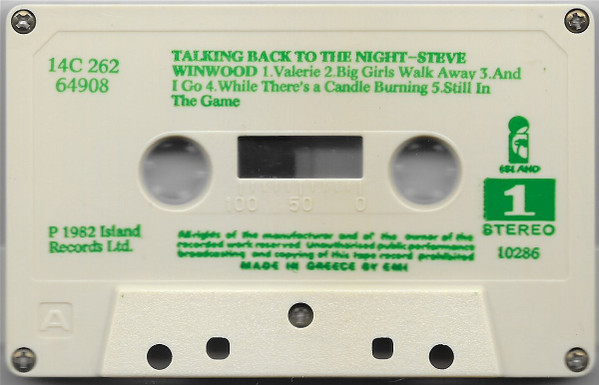 14C 262
64908
TALKING BACK TO THE NIGHT—STEVE
WINWOOD 1.Valerie 2.Big Girls Walk Away 3.And
I Go 4.While There's a Candle Burning 5.Still In
The Game
ISLAND
1
STEREO
10286
100 50 0
P 1982 Island
Records Ltd.
All rights of the manufacturer and of the owner of the
recorded work reserved Unauthorised public performance
broadcasting and copying of this tape record prohibited
MADE IN GREECE BY EMI
A